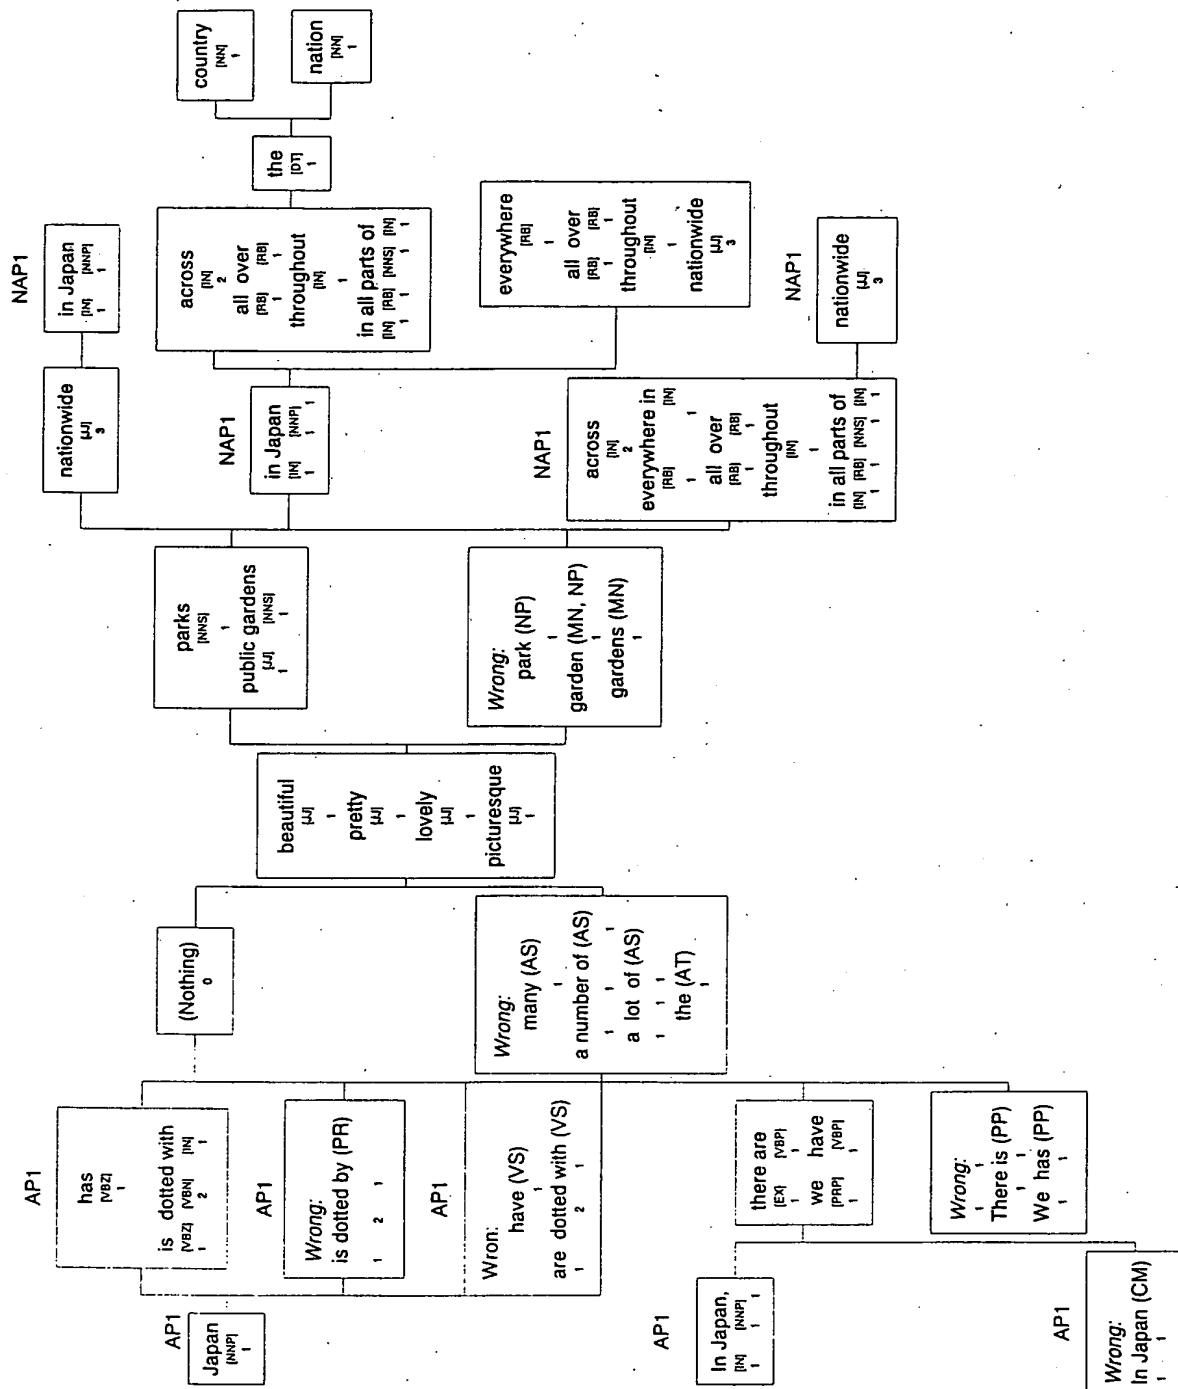 AP1
Japan
[NNP]
1
AP1
has
[VBZ]
1
is dotted with
[VBZ] [VBN] [IN]
1 2 1
AP1
Wrong:
is dotted by (PR)
1 2 1
AP1
Wron:
have (VS)
1
are dotted with (VS)
1 2 1
AP1
In Japan,
[IN] [NNP]
1 1 1
AP1
Wrong:
In Japan (CM)
1 1
there are
[EX] [VBP]
1 1
we have
[PRP] [VBP]
1 1
Wrong:
1 1
There is (PP)
1 1
We has (PP)
1 1
(Nothing)
0
Wrong:
many (AS)
1
a number of (AS)
1 1 1
a lot of (AS)
1 1 1
the (AT)
1
beautiful
[JJ]
1
pretty
[JJ]
1
lovely
[JJ]
1
picturesque
[JJ]
1
parks
[NNS]
1
public gardens
[JJ] [NNS]
1 1
Wrong:
park (NP)
1
garden (MN, NP)
1
gardens (MN)
1
nationwide
[JJ]
3
NAP1
in Japan
[IN] [NNP]
1 1
NAP1
in Japan
[IN] [NNP]
1 1 1
NAP1
across
[IN]
2
everywhere in
[RB] [IN]
1 1
all over
[RB] [RB]
1 1
throughout
[IN]
1
in all parts of
[IN] [RB] [NNS] [IN]
1 1 1 1
across
[IN]
2
all over
[RB] [RB]
1 1
throughout
[IN]
1
in all parts of
[IN] [RB] [NNS] [IN]
1 1 1 1
everywhere
[RB]
1
all over
[RB] [RB]
1 1
throughout
[IN]
1
nationwide
[JJ]
3
NAP1
nationwide
[JJ]
3
the
[DT]
1
country
[NN]
1
nation
[NN]
1